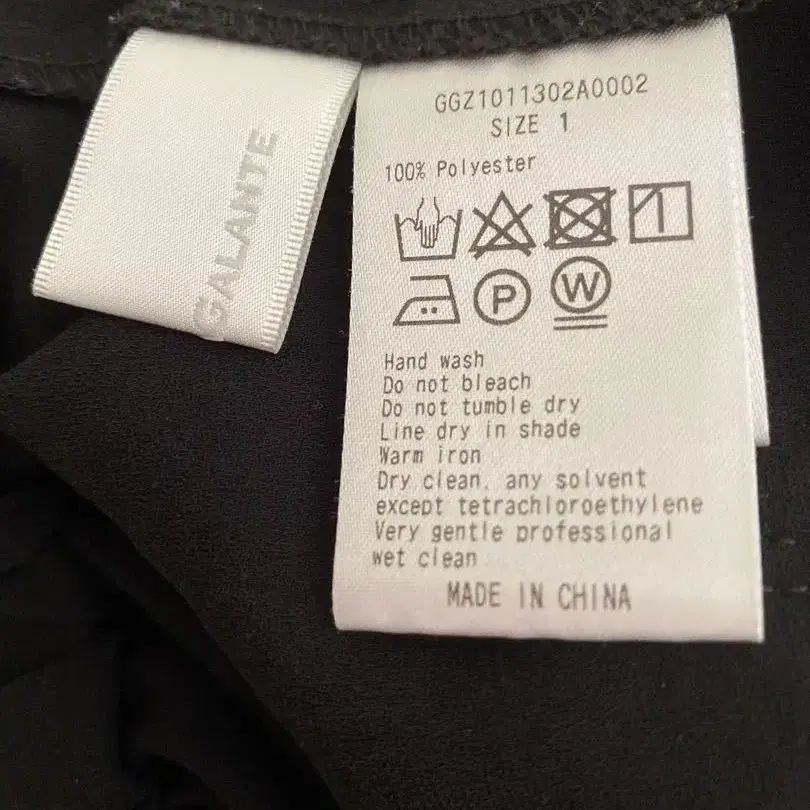 GALANTE
GGZ1011302A0002
SIZE 1
100% Polyester
P
W
Hand wash
Do not bleach
Do not tumble dry
Line dry in shade
Warm iron
Dry clean, any solvent
except tetrachloroethylene
Very gentle professional
wet clean
MADE IN CHINA